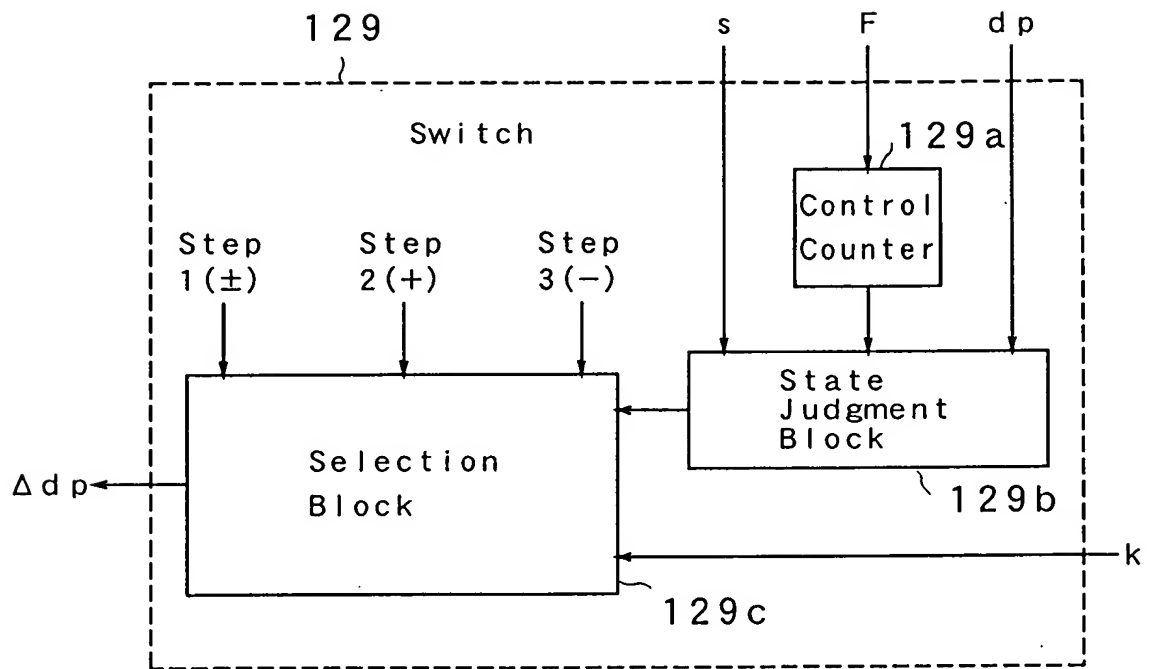 129
s
F
dp
Switch
129a
Control
Counter
Step
1(±)
Step
2(+)
Step
3(−)
State
Judgment
Block
Selection
Block
Δdp
129b
k
129c